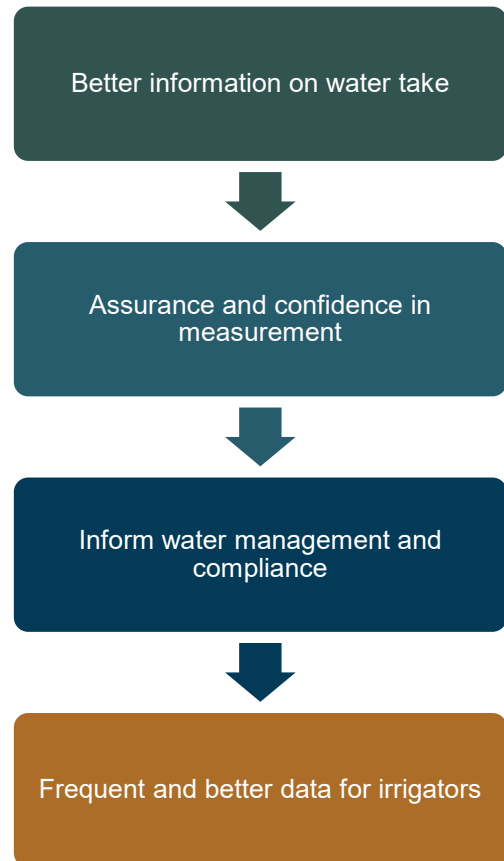 Better information on water take
Assurance and confidence in
measurement
Inform water management and
compliance
Frequent and better data for irrigators